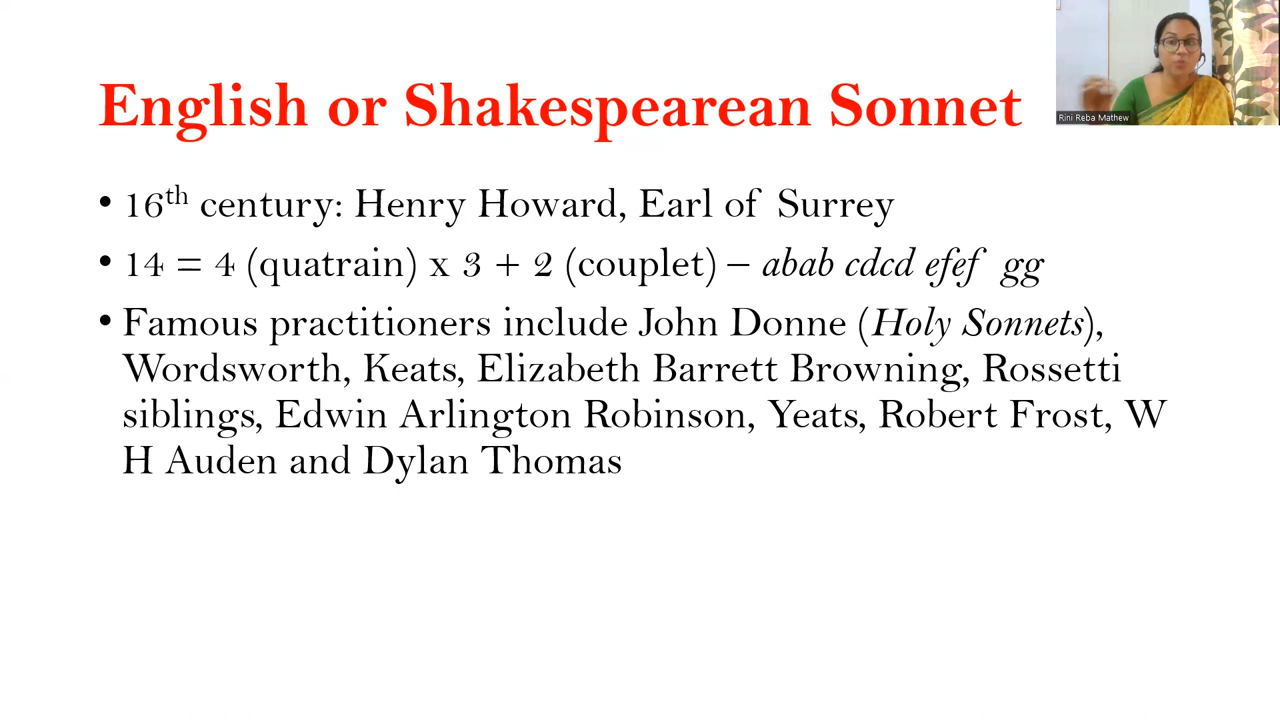 English or Shakespearean Sonnet
Rini Reba Mathew
• 16th century: Henry Howard, Earl of Surrey
• 14 = 4 (quatrain) x 3 + 2 (couplet) – abab cdcd efef gg
• Famous practitioners include John Donne (Holy Sonnets),
Wordsworth, Keats, Elizabeth Barrett Browning, Rossetti
siblings, Edwin Arlington Robinson, Yeats, Robert Frost, W
H Auden and Dylan Thomas